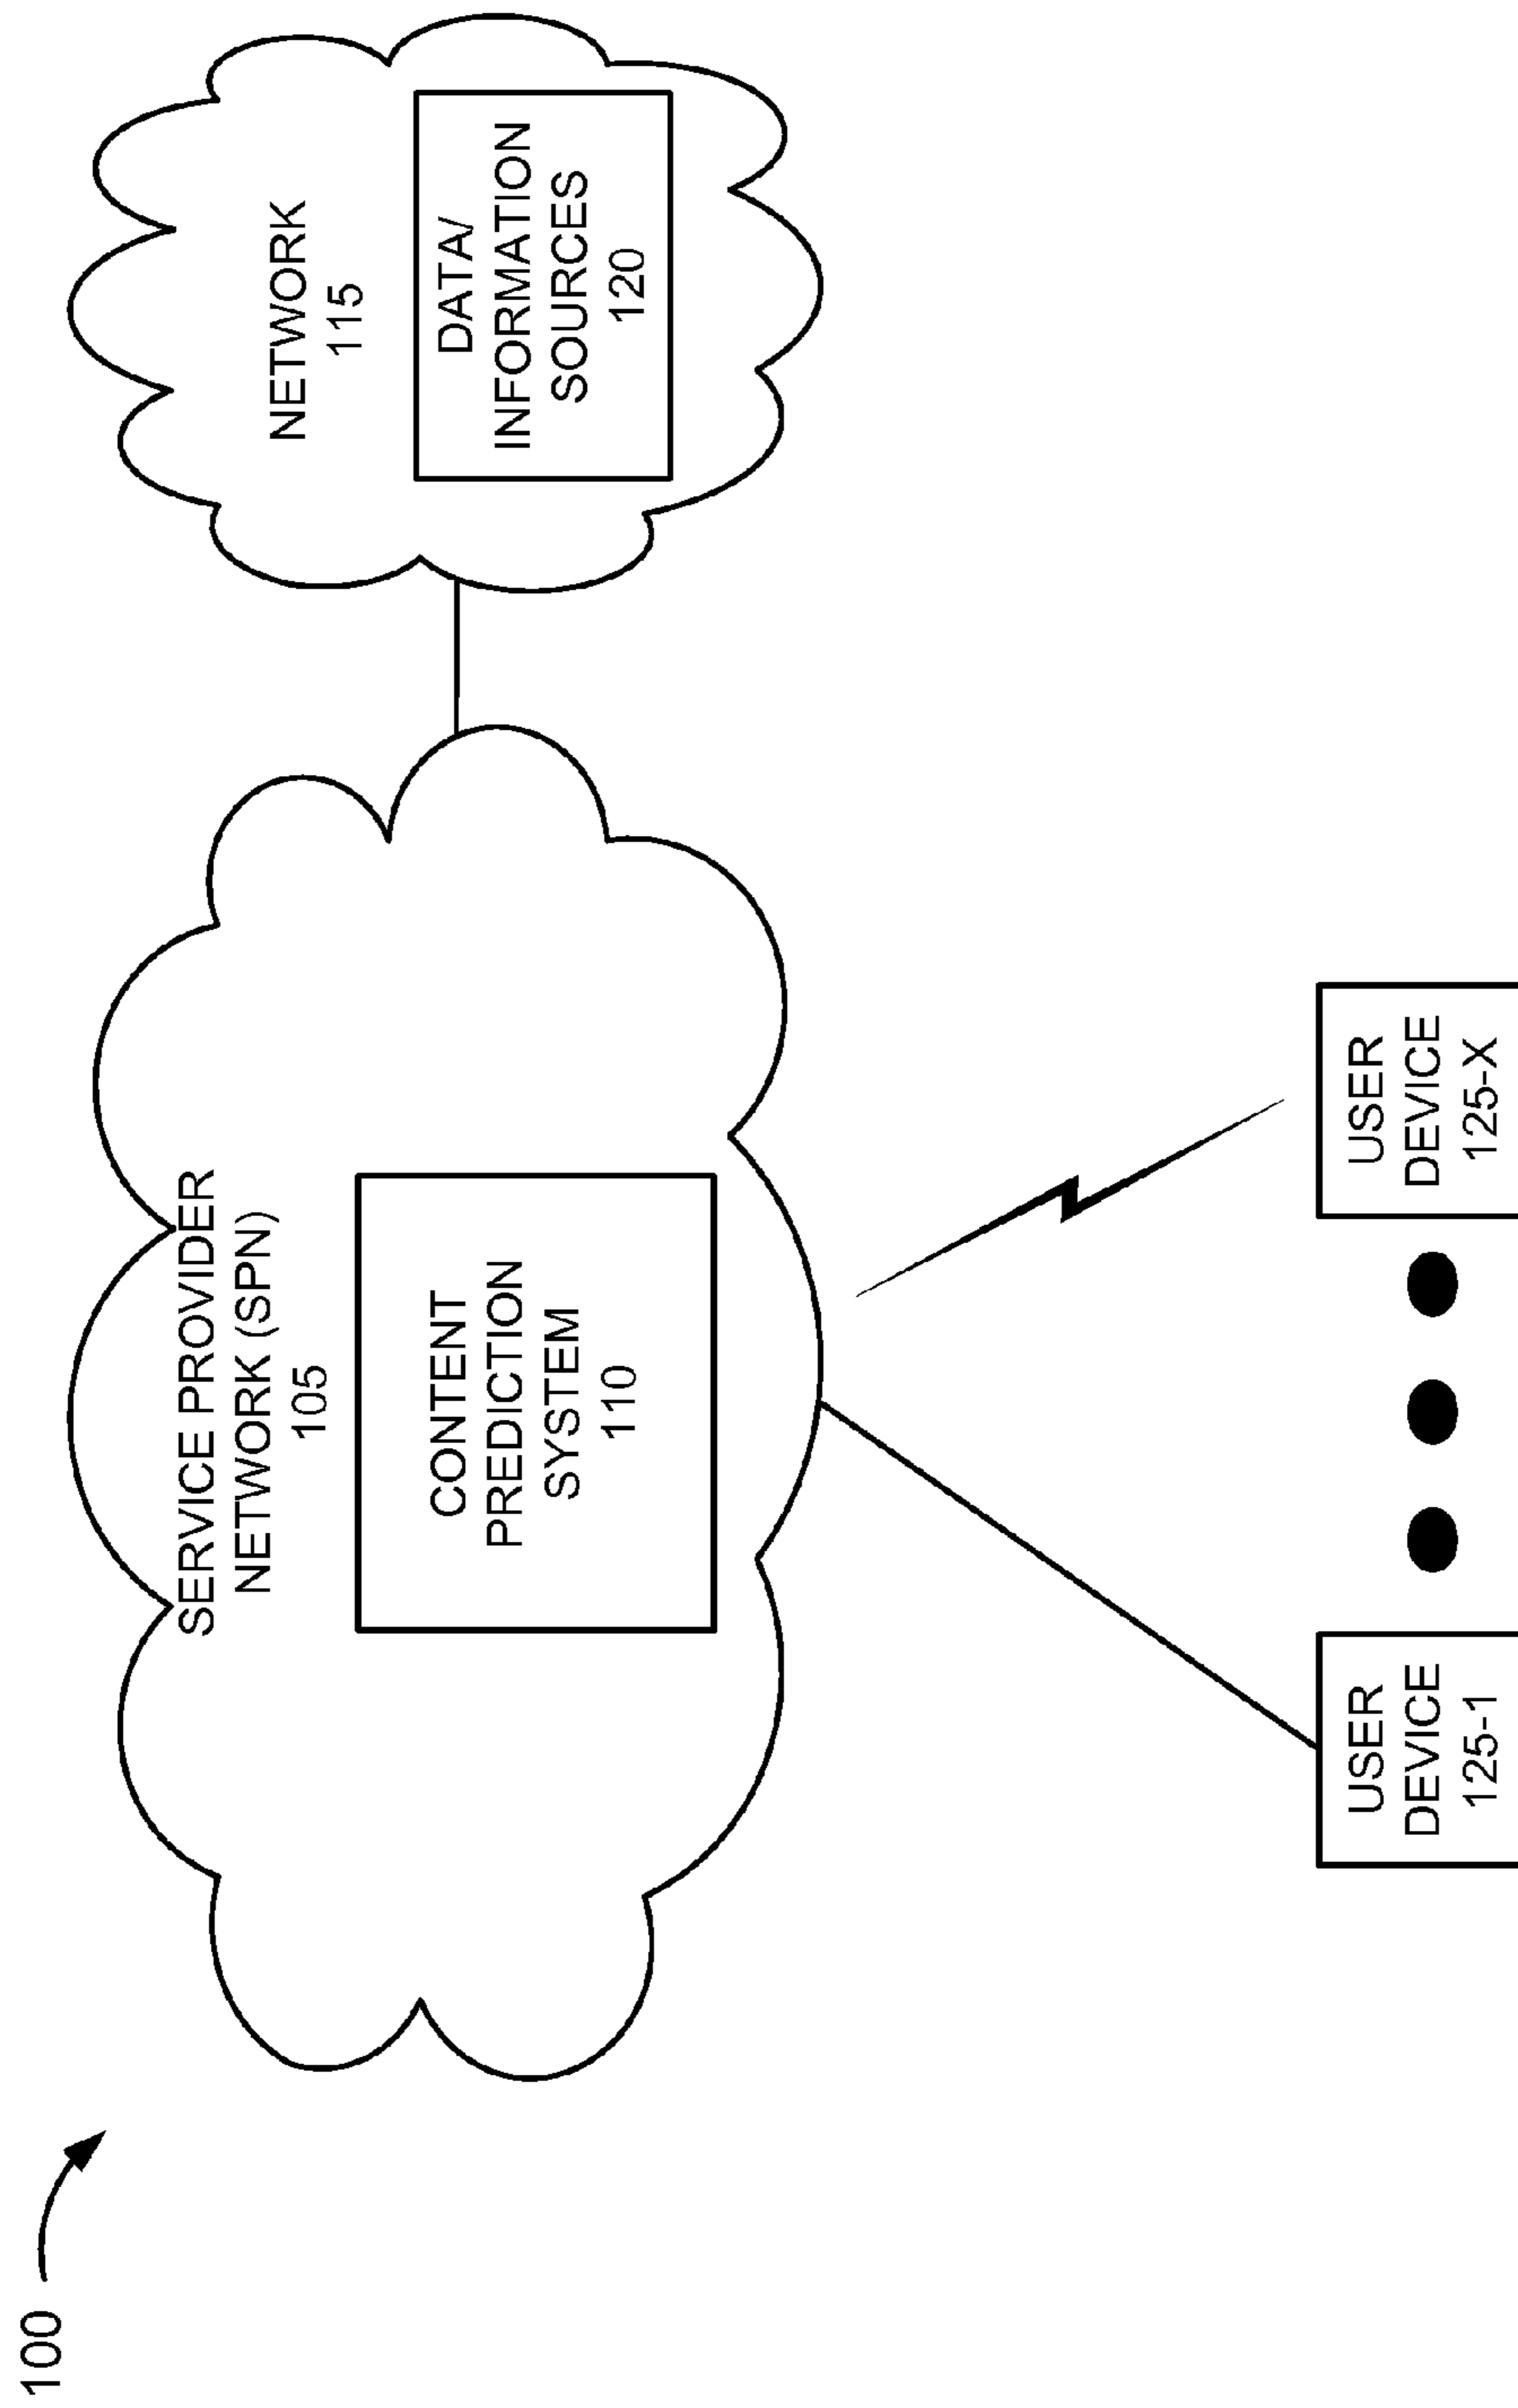 100
SERVICE PROVIDER
NETWORK (SPN)
105
CONTENT
PREDICTION
SYSTEM
110
NETWORK
115
DATA/
INFORMATION
SOURCES
120
USER
DEVICE
125-1
USER
DEVICE
125-X